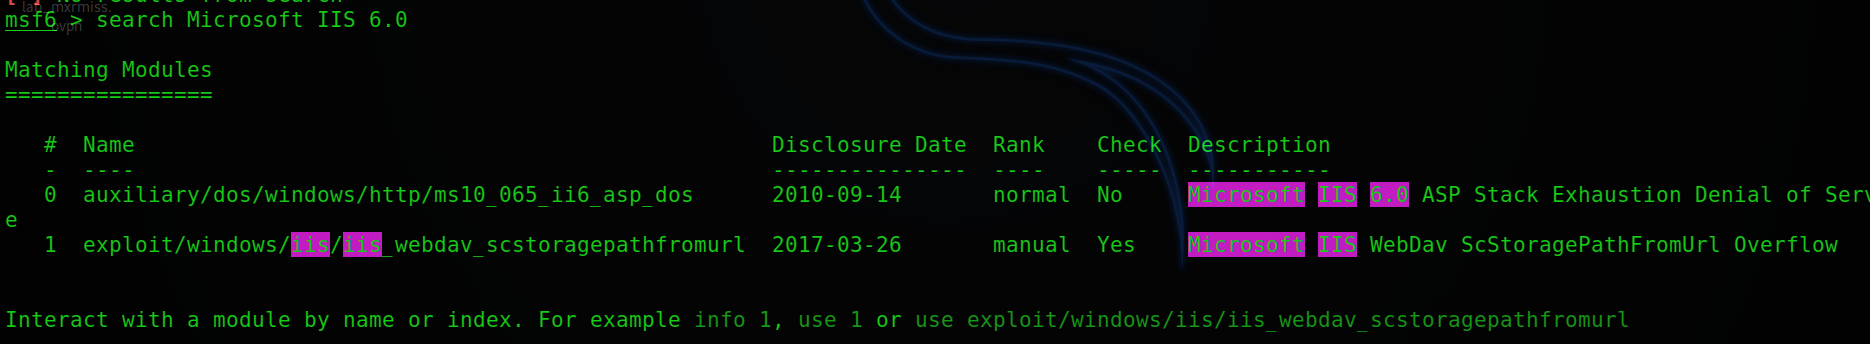 lab_mxrmiss.
ovpn
msf6 > search Microsoft IIS 6.0
Matching Modules
================
   #  Name                                                 Disclosure Date  Rank    Check  Description
   -  ----                                                 ---------------  ----    -----  -----------
   0  auxiliary/dos/windows/http/ms10_065_ii6_asp_dos      2010-09-14       normal  No     Microsoft IIS 6.0 ASP Stack Exhaustion Denial of Serv
e
   1  exploit/windows/iis/iis_webdav_scstoragepathfromurl  2017-03-26       manual  Yes    Microsoft IIS WebDav ScStoragePathFromUrl Overflow
Interact with a module by name or index. For example info 1, use 1 or use exploit/windows/iis/iis_webdav_scstoragepathfromurl